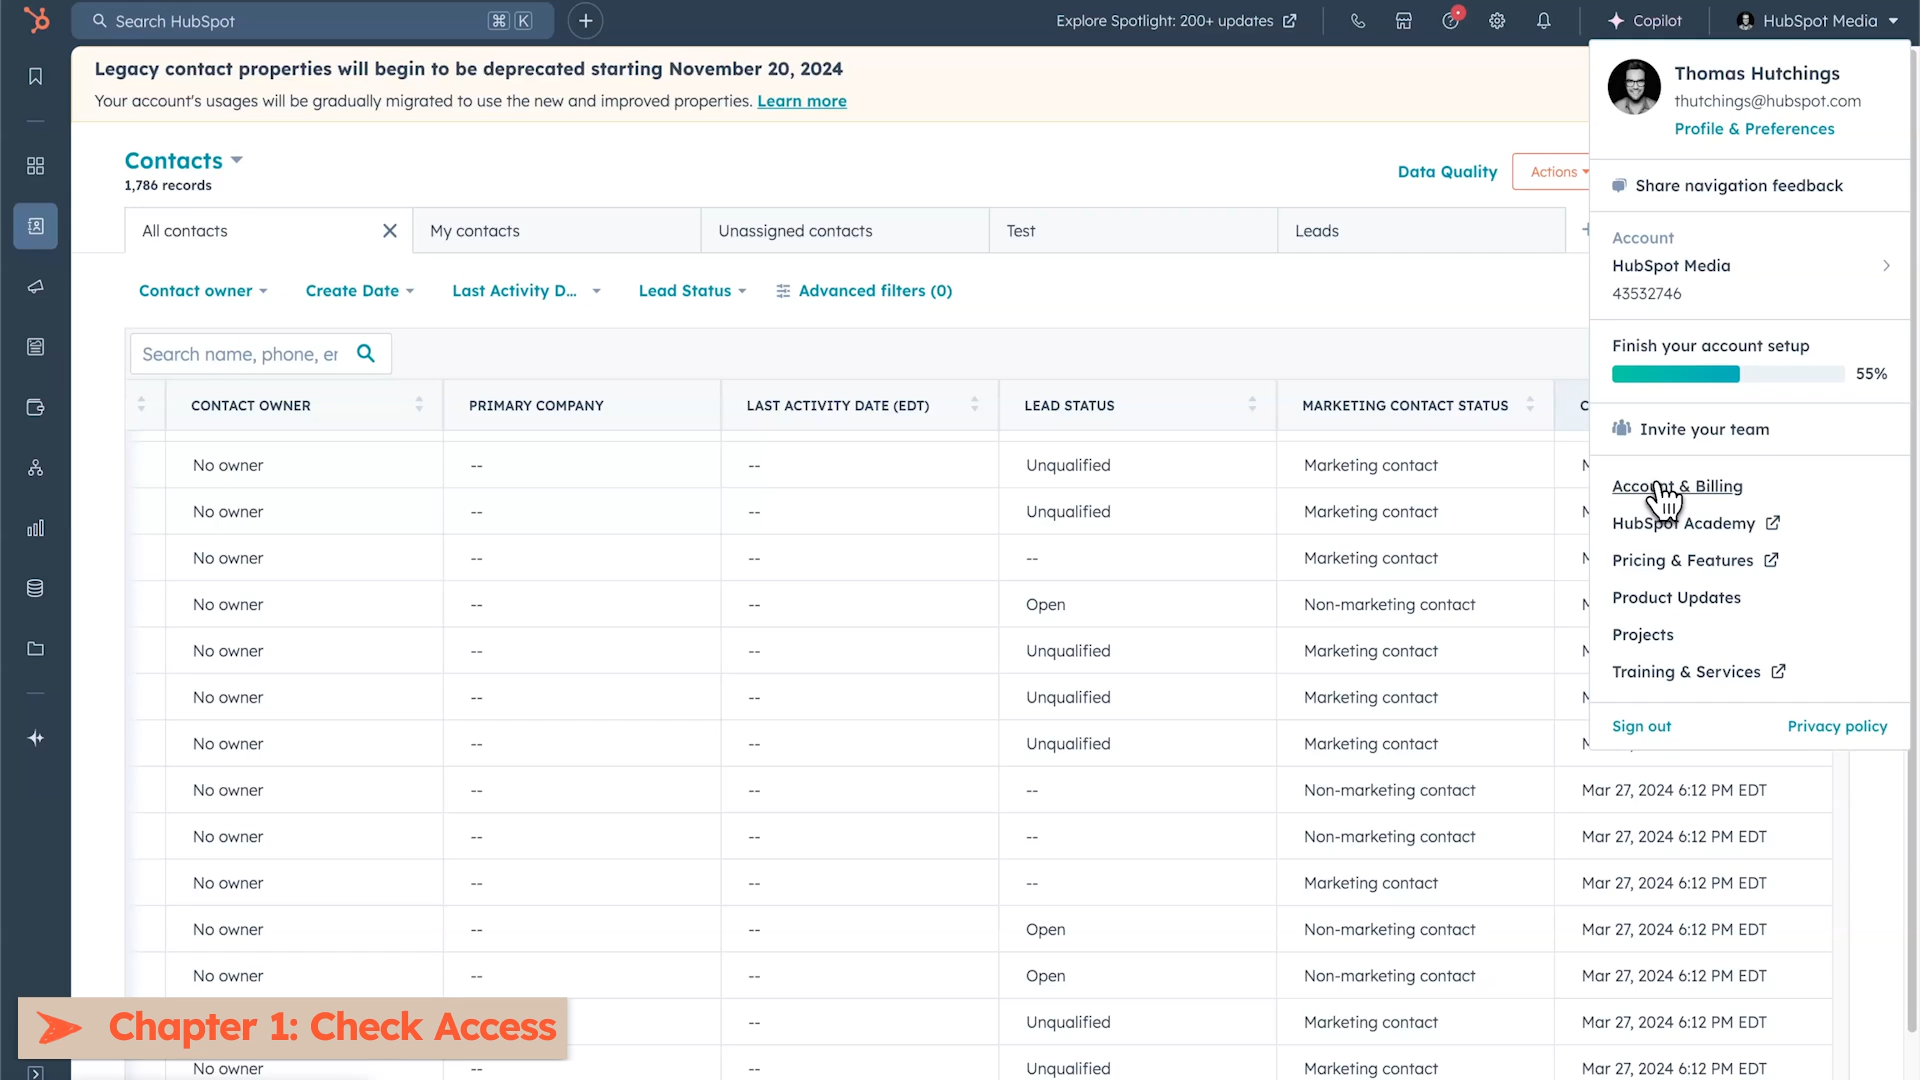 Search HubSpot
⌘ K
Explore Spotlight: 200+ updates
Copilot
HubSpot Media
Legacy contact properties will begin to be deprecated starting November 20, 2024
Your account's usages will be gradually migrated to use the new and improved properties. Learn more
Contacts
1,786 records
Data Quality
Actions
All contacts
My contacts
Unassigned contacts
Test
Leads
Contact owner
Create Date
Last Activity D...
Lead Status
Advanced filters (0)
Search name, phone, er
CONTACT OWNER PRIMARY COMPANY LAST ACTIVITY DATE (EDT) LEAD STATUS MARKETING CONTACT STATUS C
No owner -- -- Unqualified Marketing contact
No owner -- -- Unqualified Marketing contact
No owner -- -- -- Marketing contact
No owner -- -- Open Non-marketing contact
No owner -- -- Unqualified Marketing contact
No owner -- -- Unqualified Marketing contact
No owner -- -- Unqualified Marketing contact
No owner -- -- -- Non-marketing contact Mar 27, 2024 6:12 PM EDT
No owner -- -- -- Non-marketing contact Mar 27, 2024 6:12 PM EDT
No owner -- -- -- Marketing contact Mar 27, 2024 6:12 PM EDT
No owner -- -- Open Non-marketing contact Mar 27, 2024 6:12 PM EDT
No owner -- -- Open Non-marketing contact Mar 27, 2024 6:12 PM EDT
-- Unqualified Marketing contact Mar 27, 2024 6:12 PM EDT
No owner -- -- Unqualified Marketing contact Mar 27, 2024 6:12 PM EDT
Thomas Hutchings
thutchings@hubspot.com
Profile & Preferences
Share navigation feedback
Account
HubSpot Media
43532746
Finish your account setup
55%
Invite your team
Account & Billing
HubSpot Academy
Pricing & Features
Product Updates
Projects
Training & Services
Sign out
Privacy policy
Chapter 1: Check Access